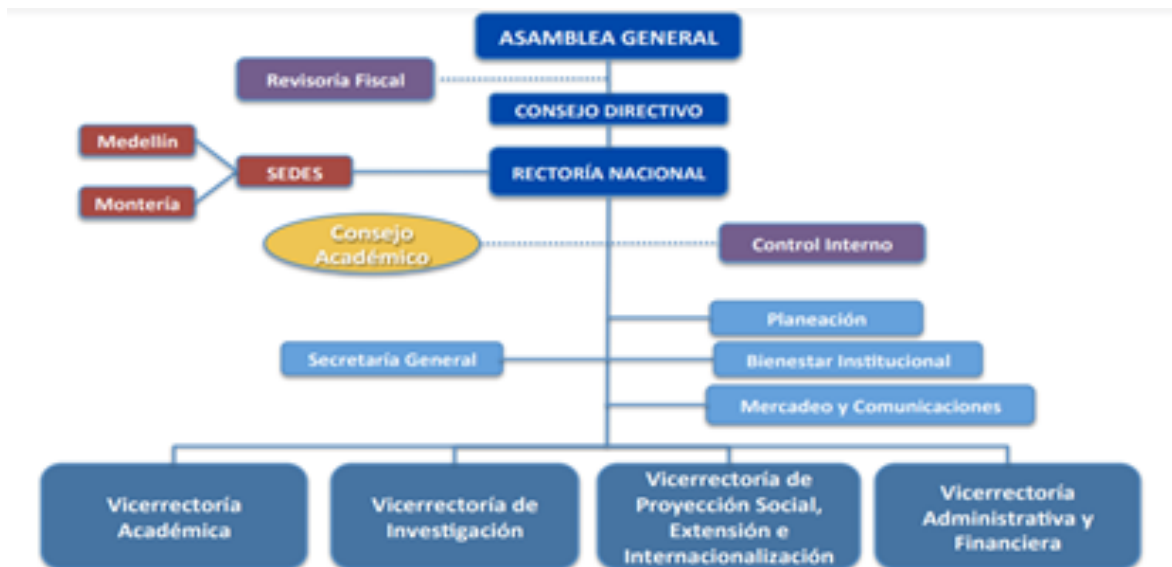 ASAMBLEA GENERAL
Revisoría Fiscal
CONSEJO DIRECTIVO
Medellín
SEDES
RECTORÍA NACIONAL
Montería
Consejo
Académico
Control Interno
Planeación
Secretaría General
Bienestar Institucional
Mercadeo y Comunicaciones
Vicerrectoría
Académica
Vicerrectoría de
Investigación
Vicerrectoría de
Proyección Social,
Extensión e
Internacionalización
Vicerrectoría
Administrativa y
Financiera